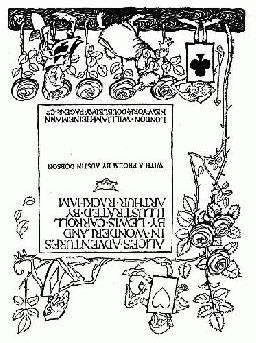 ALICE'S·ADVENTURES
IN·WONDERLAND
BY·LEWIS·CARROLL
ILLUSTRATED·BY
ARTHUR·RACKHAM
WITH A PROEM BY AUSTIN DOBSON
LONDON·WILLIAM·HEINEMANN
NEW·YORK·DOUBLEDAY·PAGE·&·Co